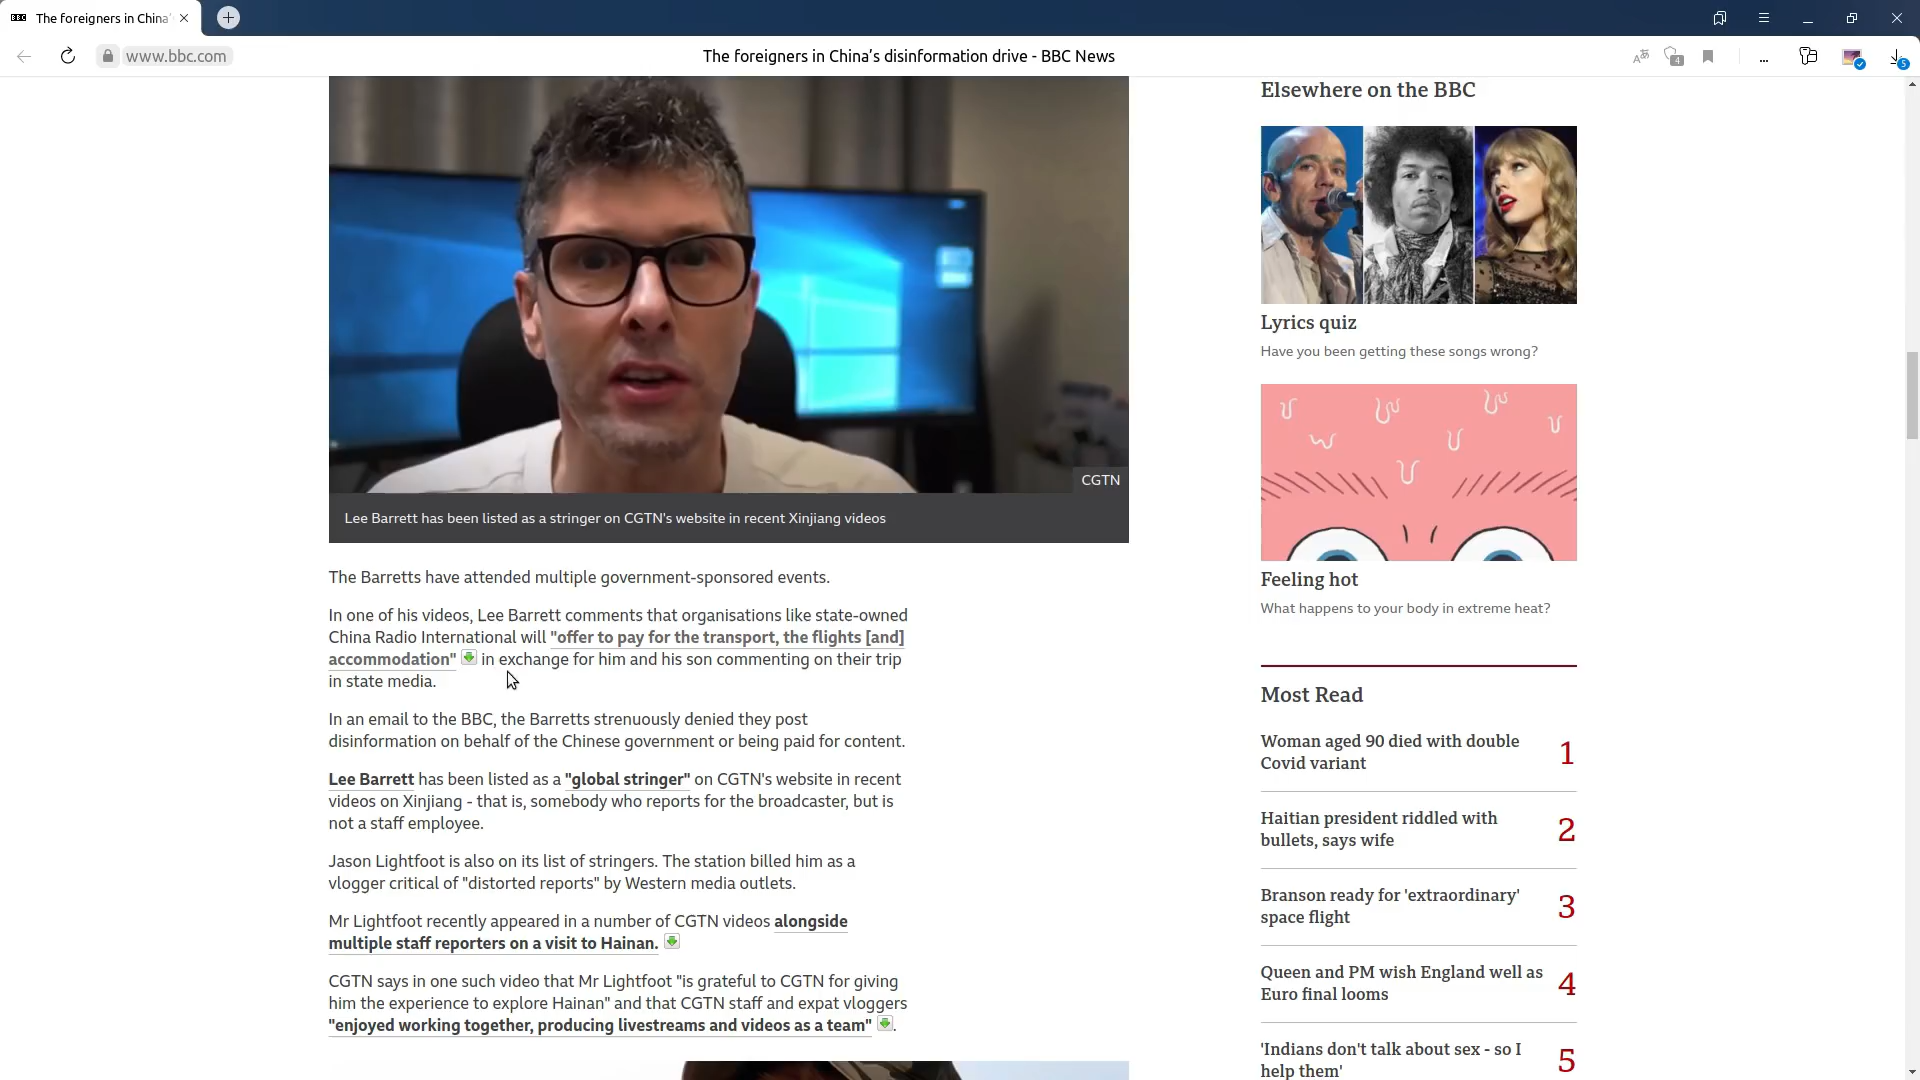 BBC The foreigners in China'
www.bbc.com
The foreigners in China's disinformation drive - BBC News
4
...
5
CGTN
Lee Barrett has been listed as a stringer on CGTN's website in recent Xinjiang videos
The Barretts have attended multiple government-sponsored events.
In one of his videos, Lee Barrett comments that organisations like state-owned
China Radio International will "offer to pay for the transport, the flights [and]
accommodation" in exchange for him and his son commenting on their trip
in state media.
In an email to the BBC, the Barretts strenuously denied they post
disinformation on behalf of the Chinese government or being paid for content.
Lee Barrett has been listed as a "global stringer" on CGTN's website in recent
videos on Xinjiang - that is, somebody who reports for the broadcaster, but is
not a staff employee.
Jason Lightfoot is also on its list of stringers. The station billed him as a
vlogger critical of "distorted reports" by Western media outlets.
Mr Lightfoot recently appeared in a number of CGTN videos alongside
multiple staff reporters on a visit to Hainan.
CGTN says in one such video that Mr Lightfoot "is grateful to CGTN for giving
him the experience to explore Hainan" and that CGTN staff and expat vloggers
"enjoyed working together, producing livestreams and videos as a team".
Elsewhere on the BBC
Lyrics quiz
Have you been getting these songs wrong?
Feeling hot
What happens to your body in extreme heat?
Most Read
Woman aged 90 died with double
Covid variant
1
Haitian president riddled with
bullets, says wife
2
Branson ready for 'extraordinary'
space flight
3
Queen and PM wish England well as
Euro final looms
4
'Indians don't talk about sex - so I
help them'
5